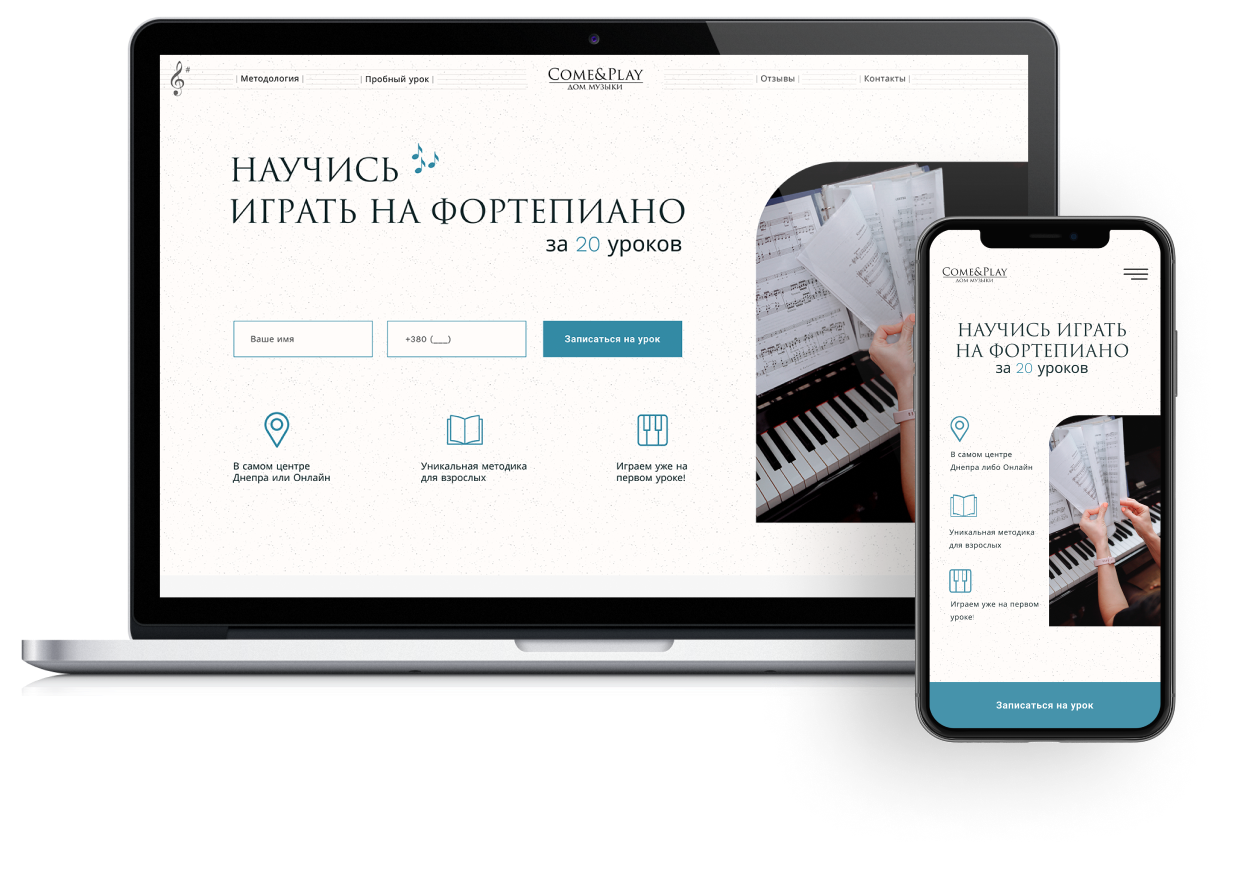 | Методология |
| Пробный урок |
COME&PLAY
ДОМ МУЗЫКИ
| Отзывы |
| Контакты |
НАУЧИСЬ
ИГРАТЬ НА ФОРТЕПИАНО
за 20 уроков
Ваше имя
+380 (___)
Записаться на урок
В самом центре
Днепра или Онлайн
Уникальная методика
для взрослых
Играем уже на
первом уроке!
COME&PLAY
ДОМ МУЗЫКИ
НАУЧИСЬ ИГРАТЬ
НА ФОРТЕПИАНО
за 20 уроков
В самом центре
Днепра либо Онлайн
Уникальная методика
для взрослых
Играем уже на первом
уроке!
Записаться на урок